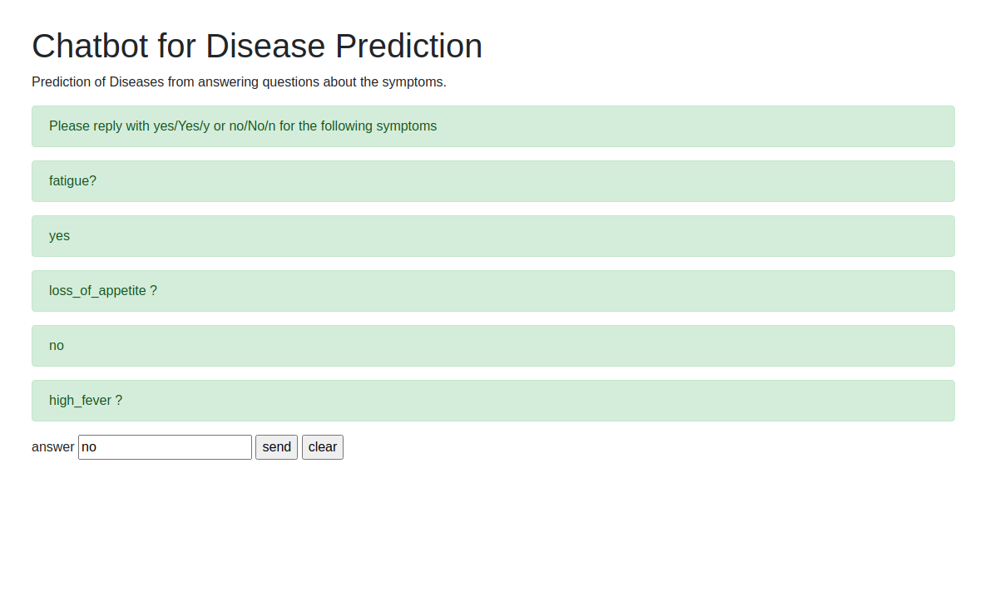 Chatbot for Disease Prediction
Prediction of Diseases from answering questions about the symptoms.
Please reply with yes/Yes/y or no/No/n for the following symptoms
fatigue?
yes
loss_of_appetite ?
no
high_fever ?
answer no send clear